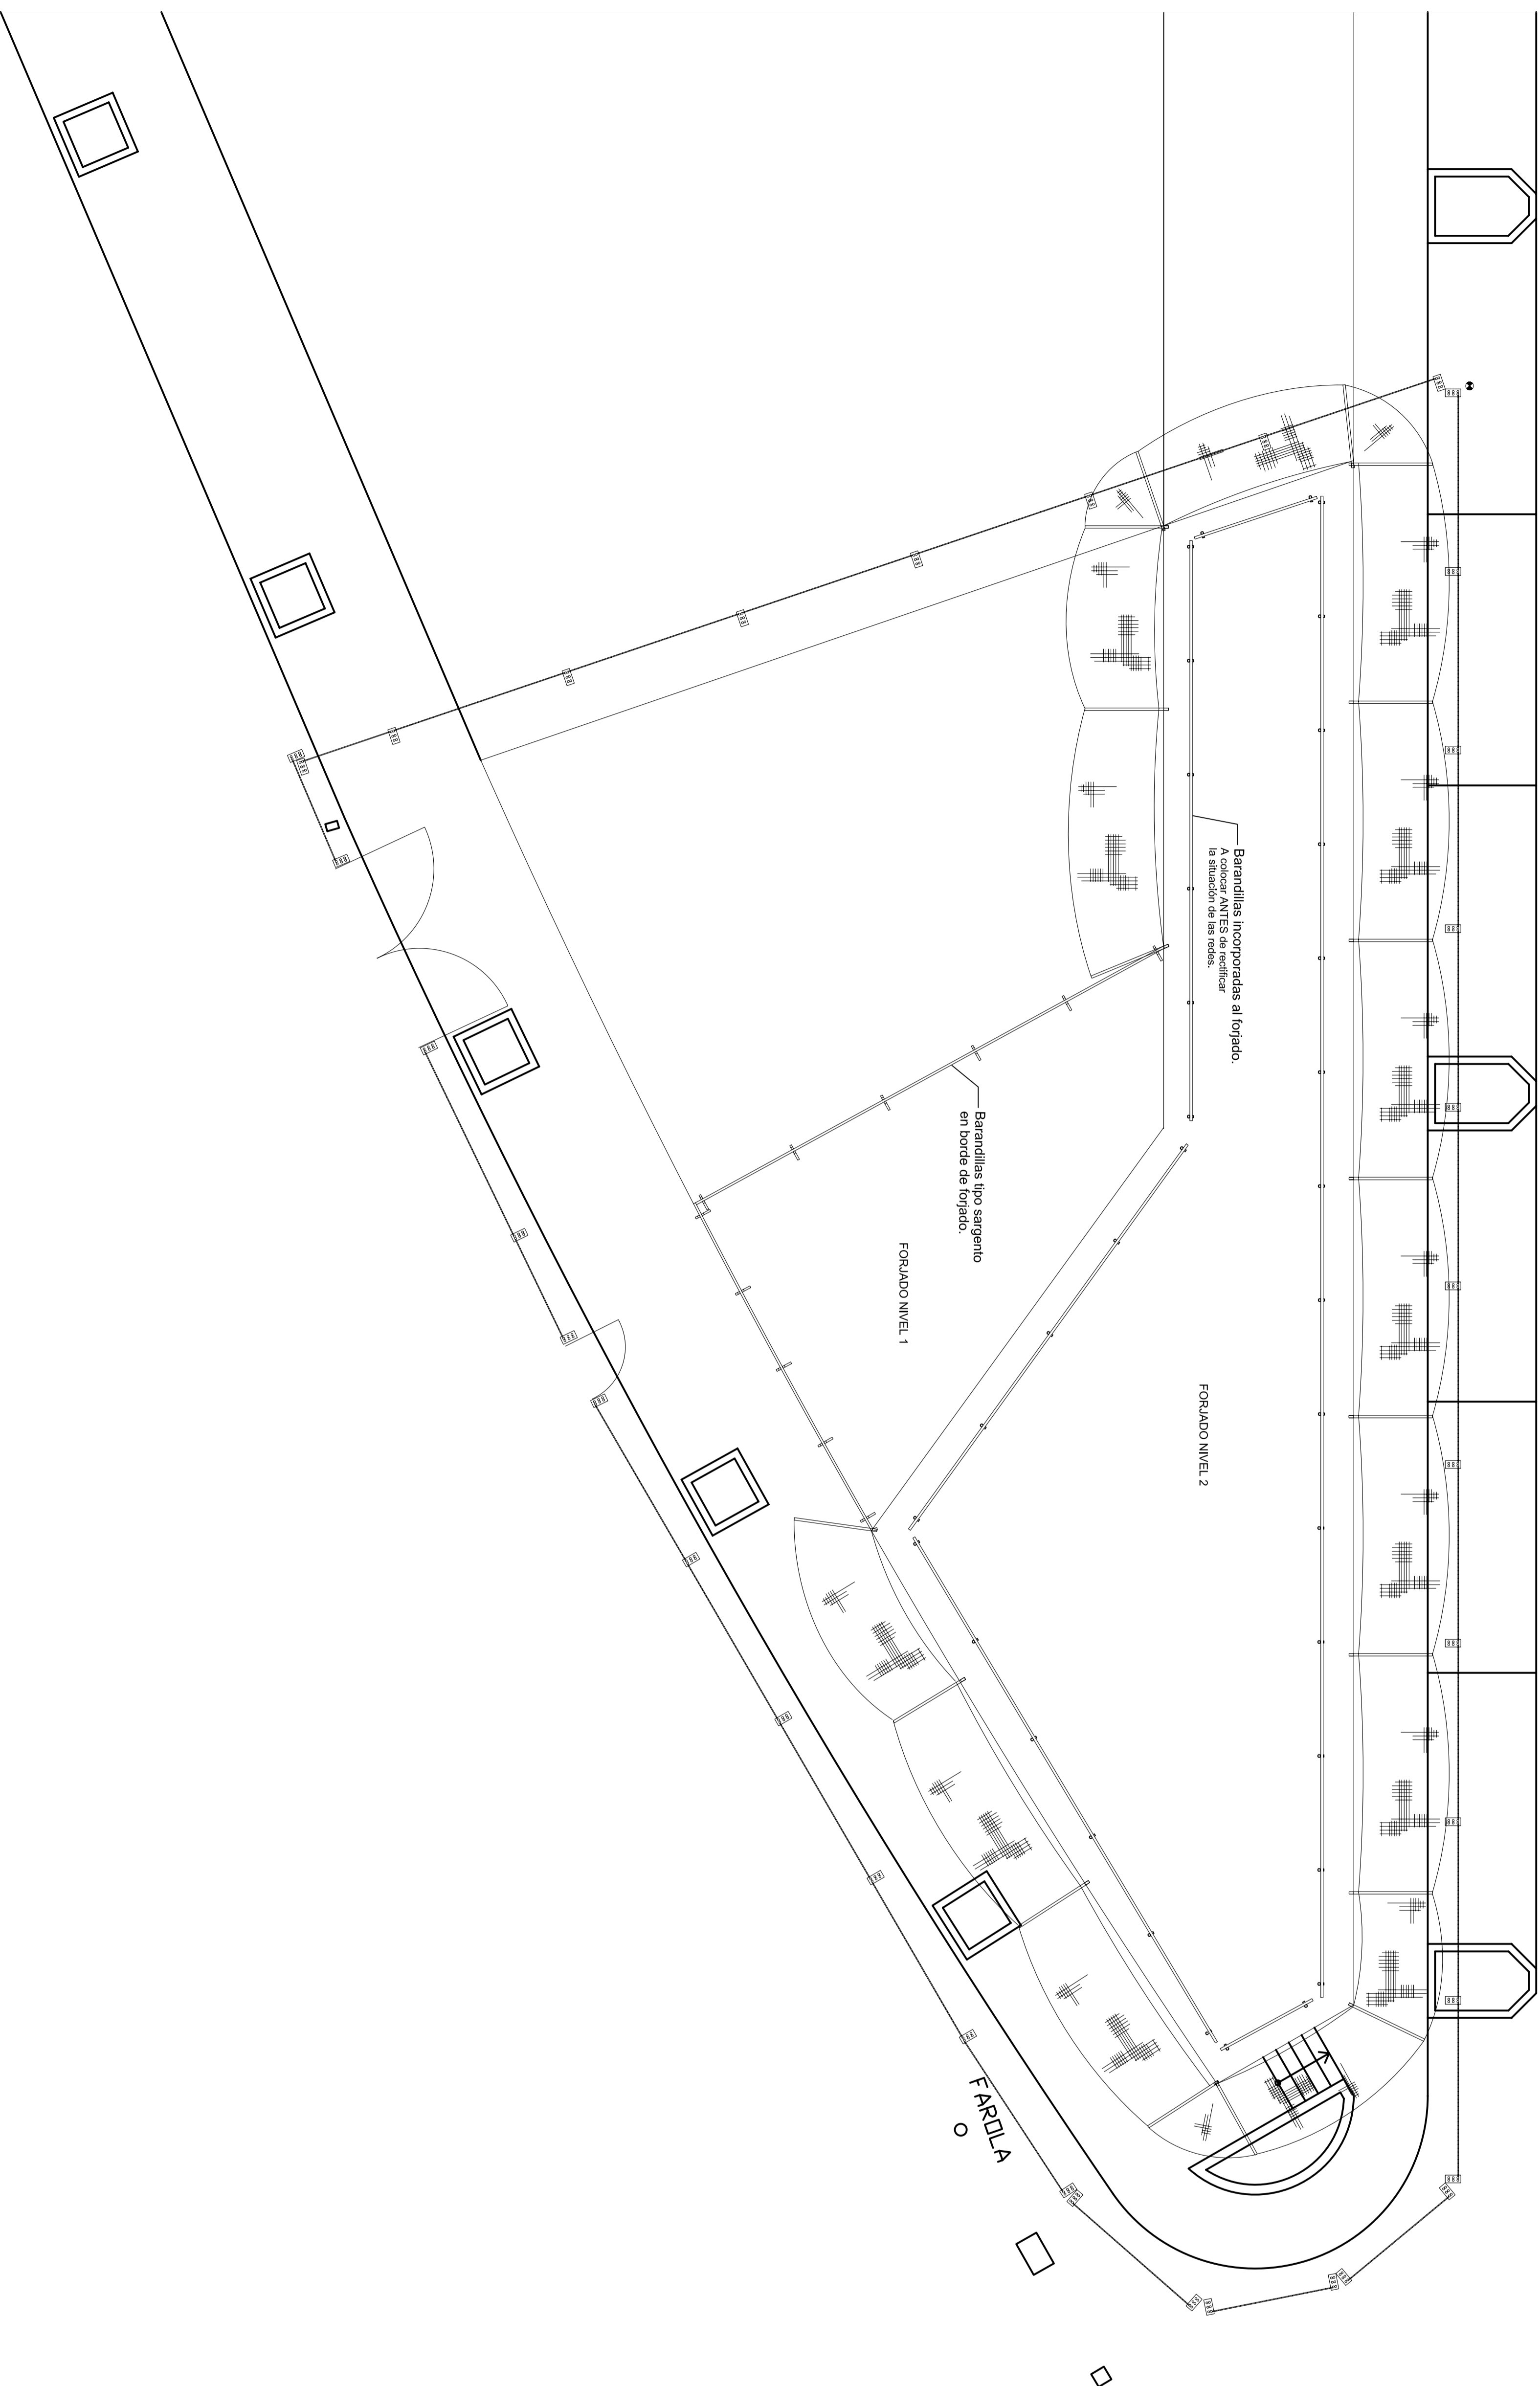 Barandillas incorporadas al forjado.
A colocar ANTES de rectificar
la situación de las redes.
Barandillas tipo sargento
en borde de forjado.
FORJADO NIVEL 1
FORJADO NIVEL 2
FAROLA